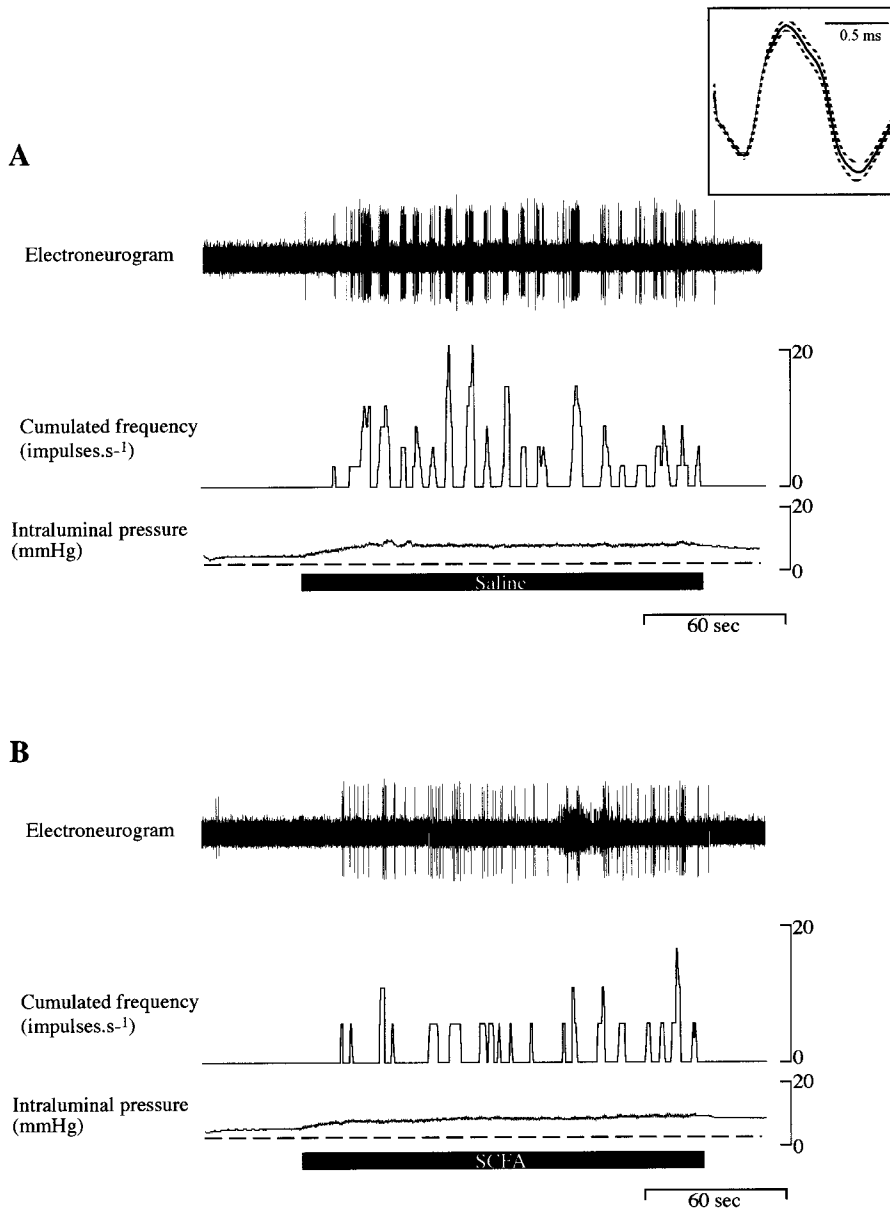 0.5 ms
A
Electroneurogram
20
Cumulated frequency
(impulses.s-1)
0
20
Intraluminal pressure
(mmHg)
0
Saline
60 sec
B
Electroneurogram
20
Cumulated frequency
(impulses.s-1)
0
20
Intraluminal pressure
(mmHg)
0
SCFA
60 sec